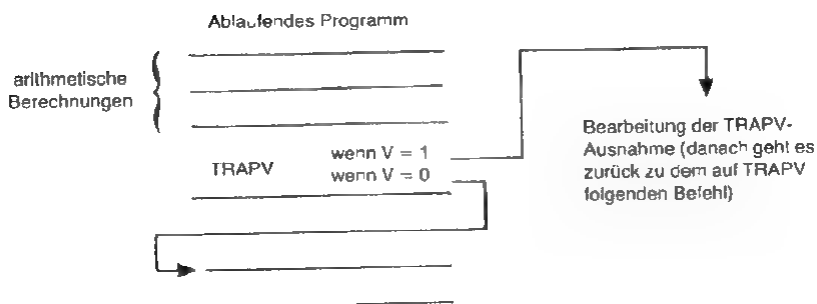 Ablaufendes Programm
arithmetische
Berechnungen
TRAPV wenn V = 1
wenn V = 0
Bearbeitung der TRAPV-
Ausnahme (danach geht es
zurück zu dem auf TRAPV
folgenden Befehl)